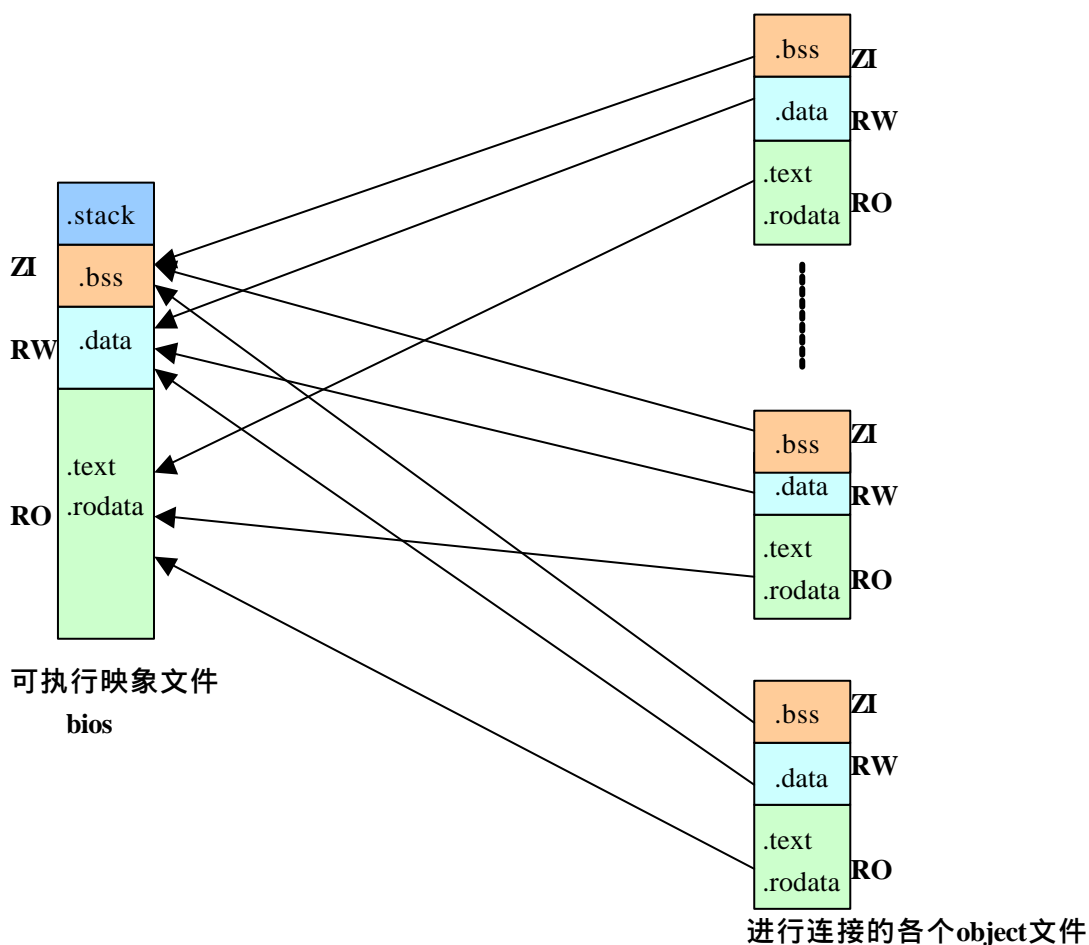 .stack
ZI
.bss
RW
.data
.text
.rodata
RO
可执行映象文件
bios
.bss
ZI
.data
RW
.text
.rodata
RO
.bss
ZI
.data
RW
.text
.rodata
RO
.bss
ZI
.data
RW
.text
.rodata
RO
进行连接的各个object文件